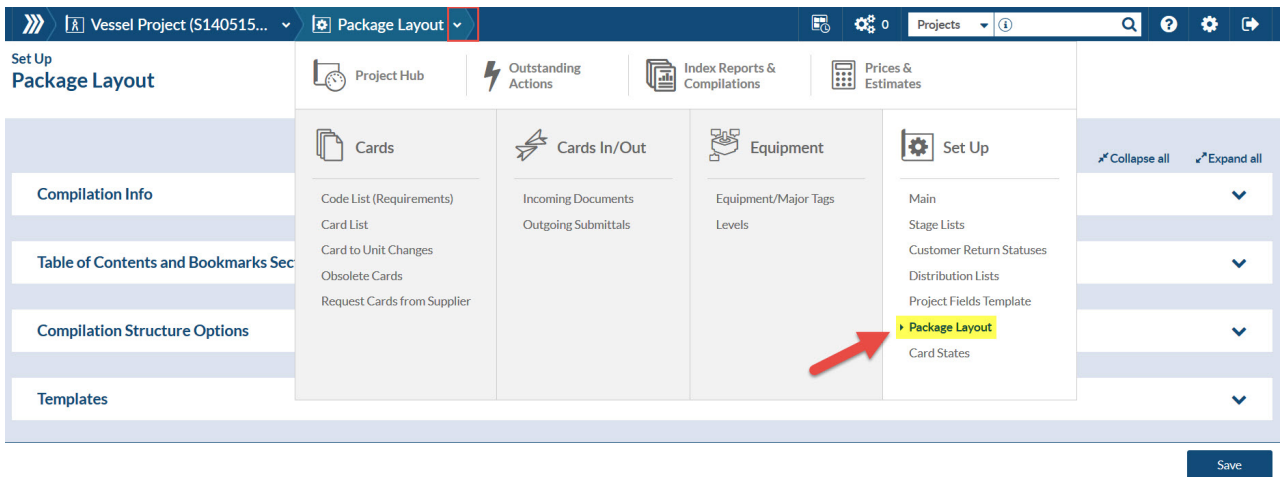 Vessel Project (S140515... Package Layout 0 Projects
Set Up
Package Layout
Project Hub
Outstanding
Actions
Index Reports &
Compilations
Prices &
Estimates
Cards
Code List (Requirements)
Card List
Card to Unit Changes
Obsolete Cards
Request Cards from Supplier
Cards In/Out
Incoming Documents
Outgoing Submittals
Equipment
Equipment/Major Tags
Levels
Set Up
Main
Stage Lists
Customer Return Statuses
Distribution Lists
Project Fields Template
Package Layout
Card States
Collapse all Expand all
Compilation Info
Table of Contents and Bookmarks Sec
Compilation Structure Options
Templates
Save